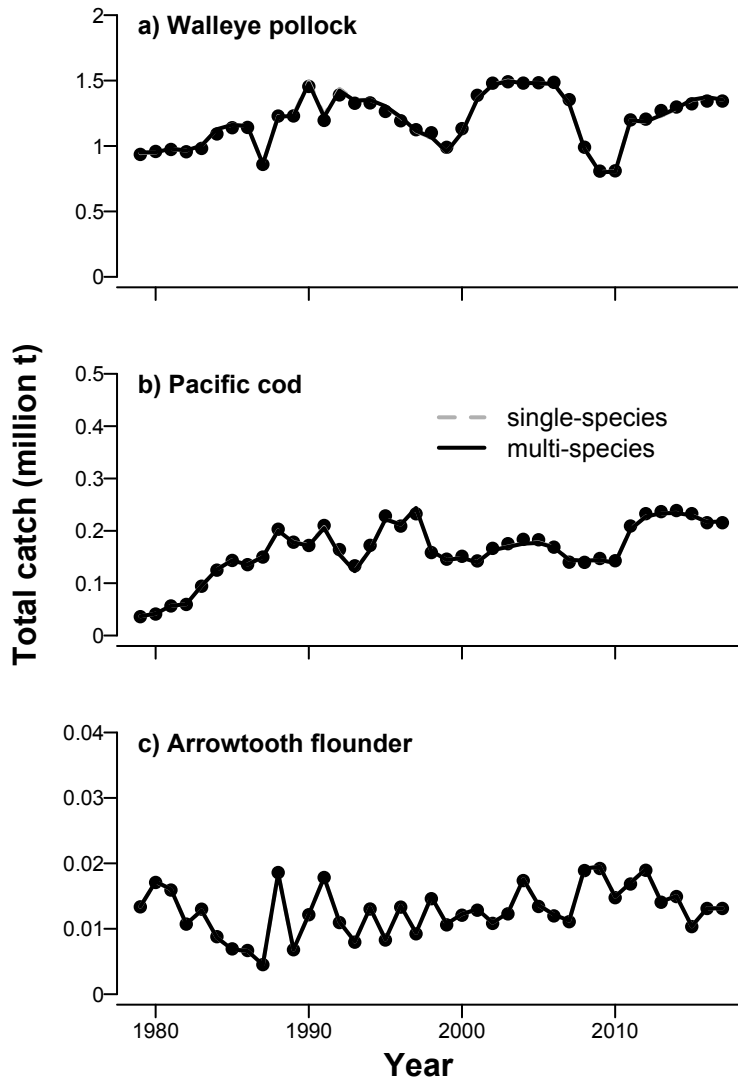 a) Walleye pollock
2
1.5
1
0.5
0
b) Pacific cod
0.5
0.4
0.3
0.2
0.1
0
single-species
multi-species
Total catch (million t)
c) Arrowtooth flounder
0.04
0.03
0.02
0.01
0
1980
1990
2000
2010
Year